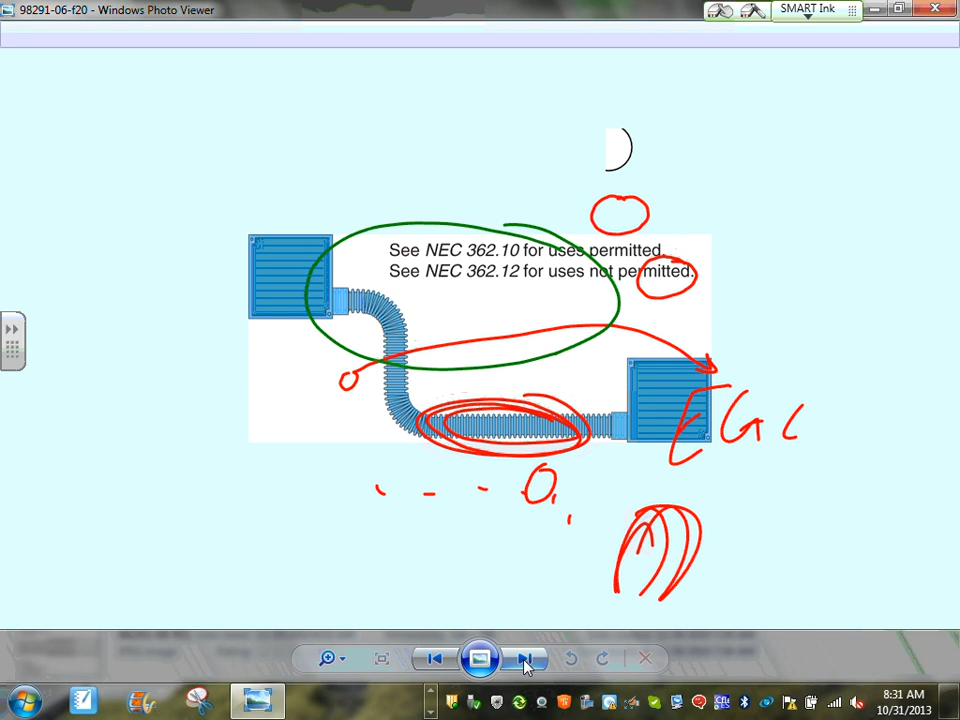 98291-06-f20 - Windows Photo Viewer
SMART Ink
See NEC 362.10 for uses permitted.
See NEC 362.12 for uses not permitted.
EGC
8:31 AM
10/31/2013